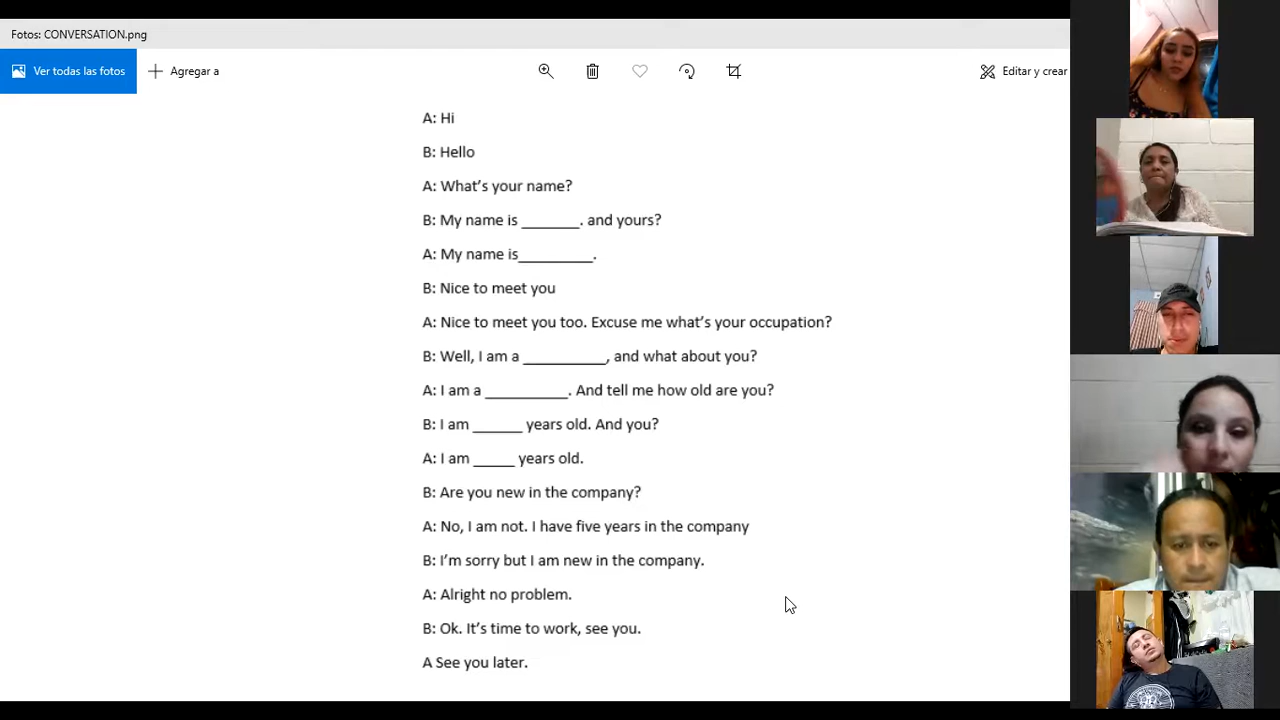 Fotos: CONVERSATION.png
Ver todas las fotos
Agregar a
Editar y crear
A: Hi
B: Hello
A: What's your name?
B: My name is _______. and yours?
A: My name is_________.
B: Nice to meet you
A: Nice to meet you too. Excuse me what's your occupation?
B: Well, I am a __________, and what about you?
A: I am a __________. And tell me how old are you?
B: I am ______ years old. And you?
A: I am _____ years old.
B: Are you new in the company?
A: No, I am not. I have five years in the company
B: I'm sorry but I am new in the company.
A: Alright no problem.
B: Ok. It's time to work, see you.
A See you later.